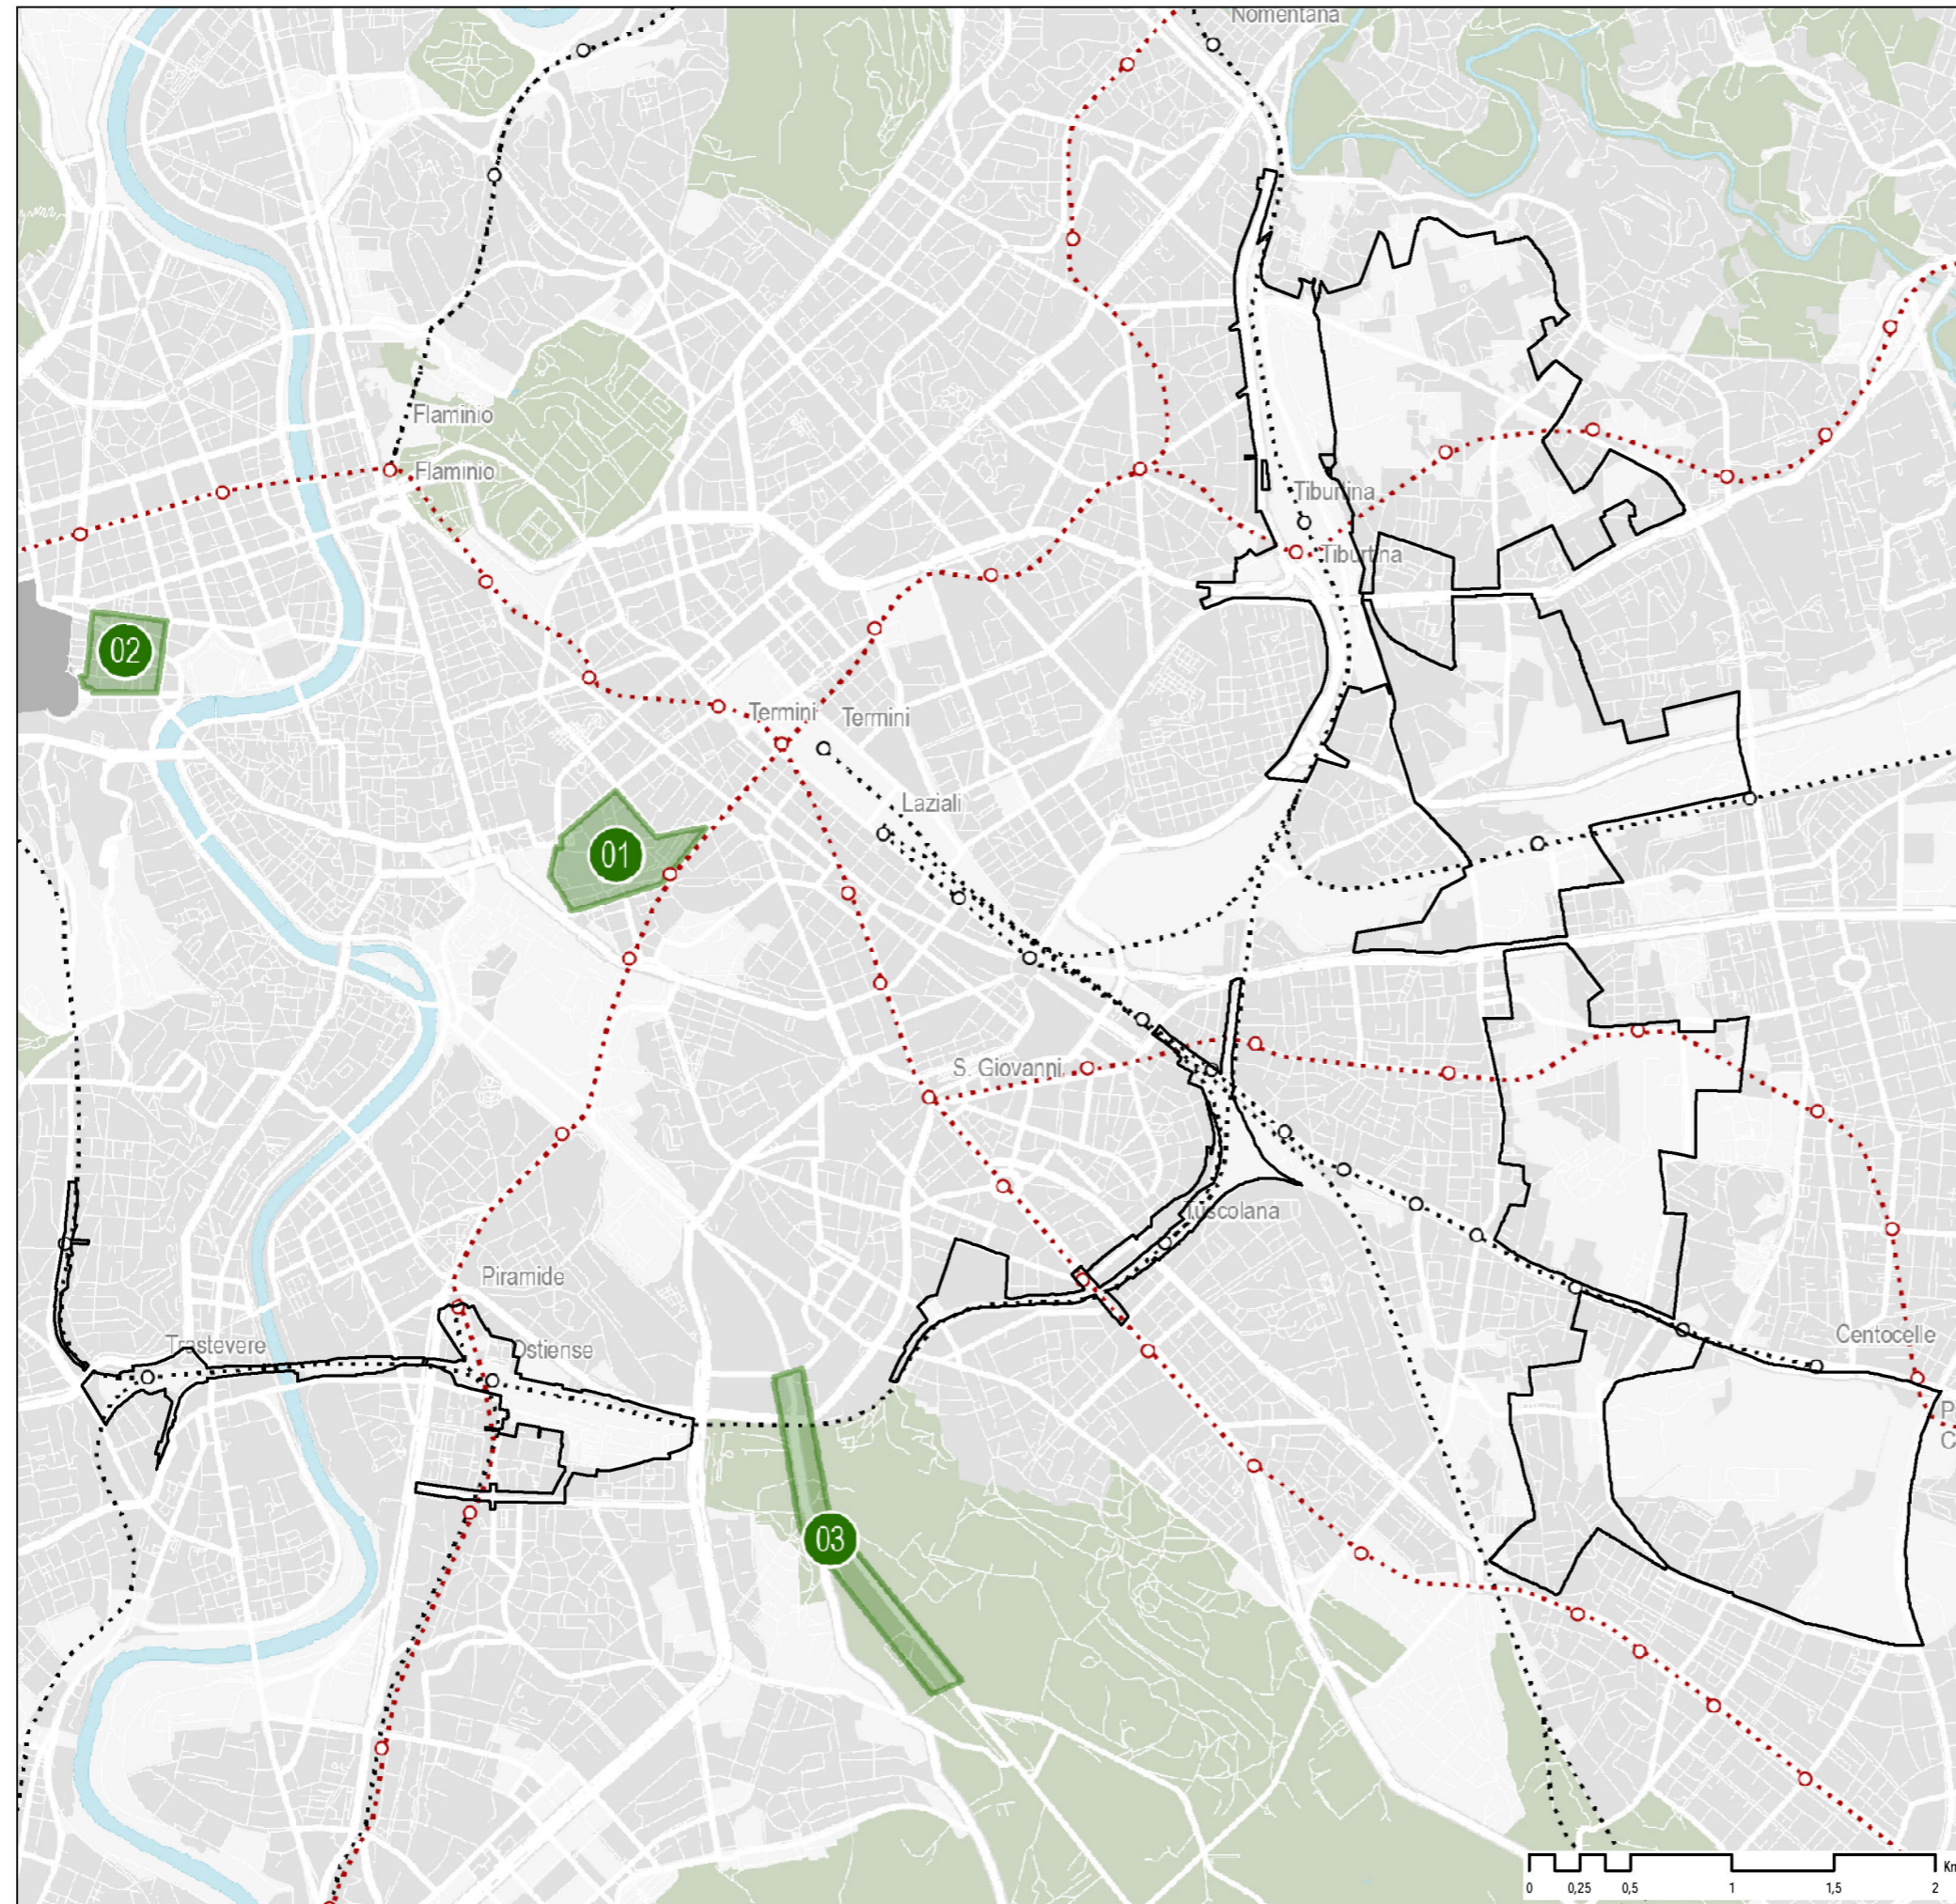 Nomentana
Flaminio
Flaminio
Tiburtina
Tiburtina
02
Termini
Termini
Laziali
01
S. Giovanni
Tuscolana
Piramide
Trastevere
Ostiense
Centocelle
P
C
03
Km
0 0,25 0,5 1 1,5 2